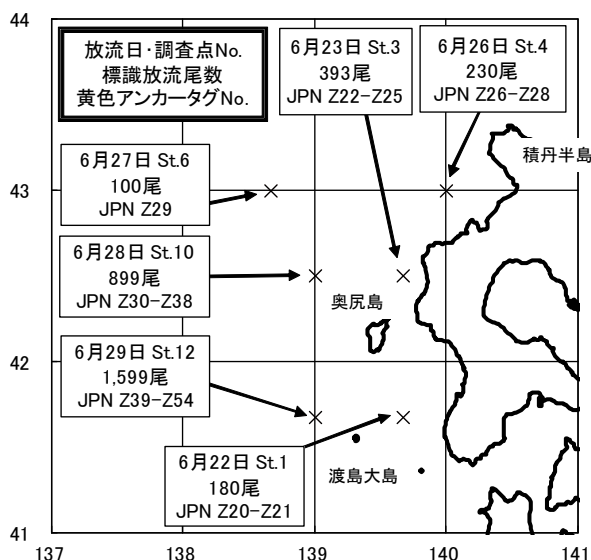 44
放流日・調査点No.
標識放流尾数
黄色アンカータグNo.
6月23日 St.3
393尾
JPN Z22−Z25
6月26日 St.4
230尾
JPN Z26−Z28
積丹半島
6月27日 St.6
100尾
JPN Z29
43
6月28日 St.10
899尾
JPN Z30−Z38
奥尻島
42
6月29日 St.12
1,599尾
JPN Z39−Z54
6月22日 St.1
180尾
JPN Z20−Z21
渡島大島
41
137
138
139
140
141